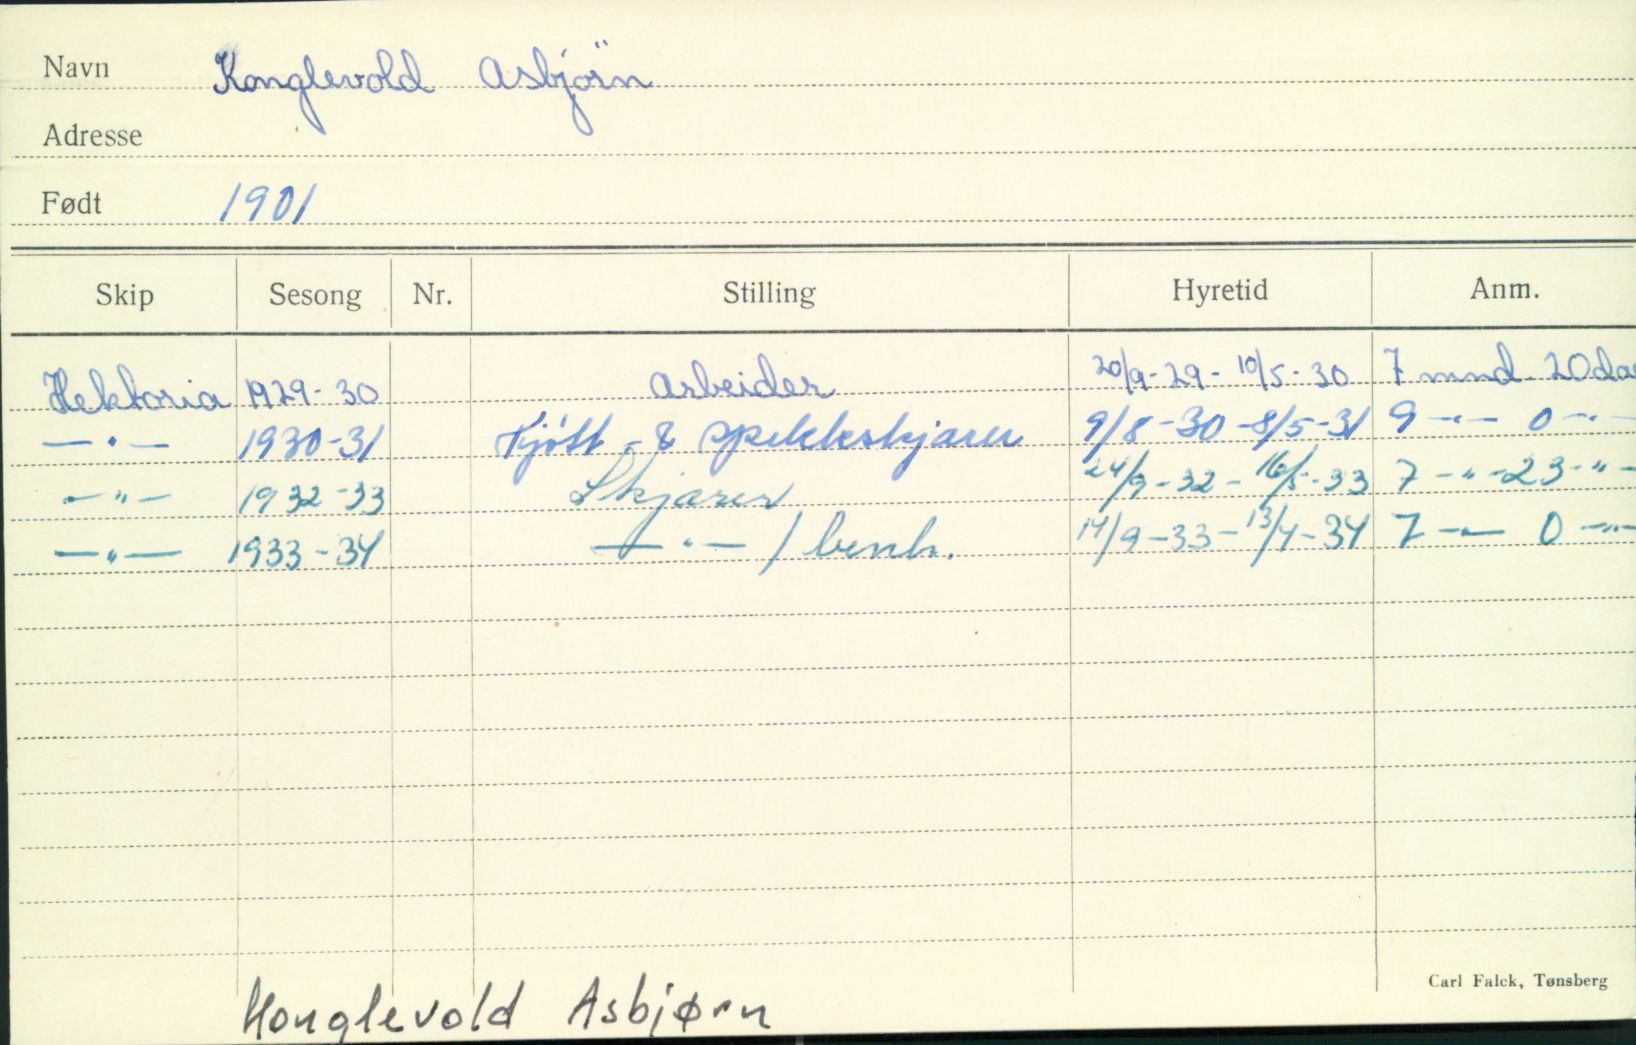 Navn Konglevold Asbjörn
Adresse
Født 1901
Skip Sesong Nr. Stilling Hyretid Anm.
Hektoria 1929-30 Arbeider 20/9-29- 10/5-30 7 mnd. 20 da
— " — 1930-31 Kjøtt - & Spekkskjærer 9/8-30-8/5-31 9 - " - 0 - " -
— " — 1932-33 Skjærer 24/9-32-16/5-33 7 - " - 23 - " -
— " — 1933-34 — " — / benh. 14/9-33-13/4-34 7 - " - 0 - " -
Carl Falck, Tønsberg
Honglevold Asbjørn